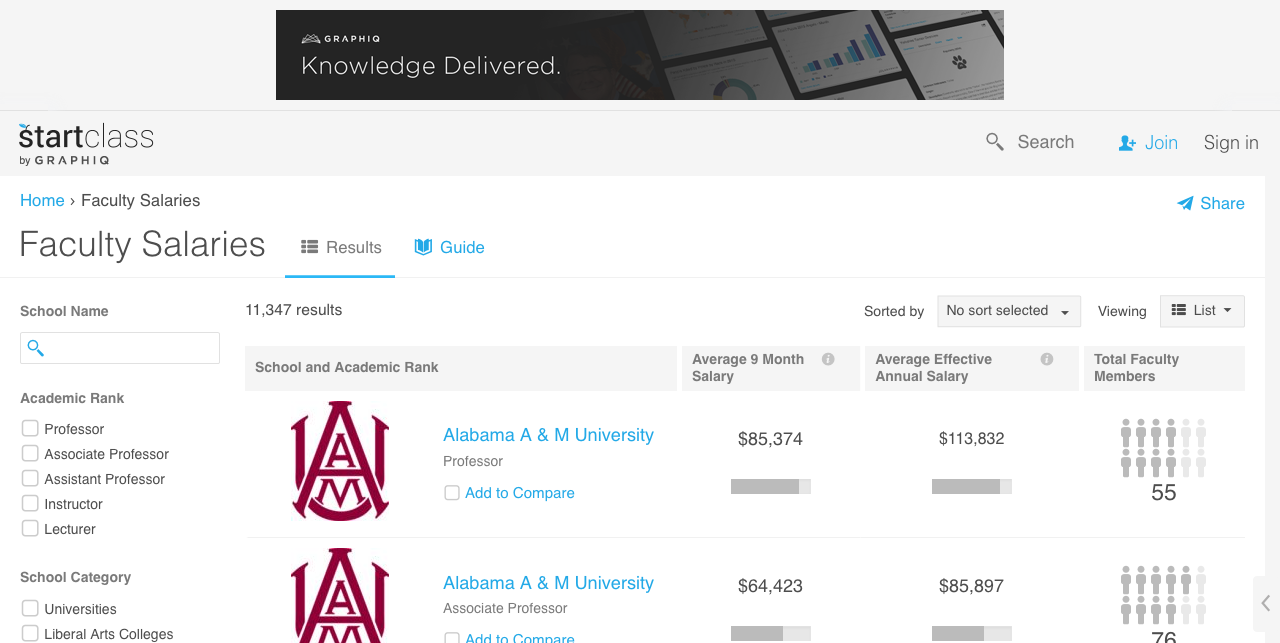 GRAPHIQ
Knowledge Delivered.
startclass
by GRAPHIQ
Search
Join
Sign in
Home › Faculty Salaries
Share
Faculty Salaries
Results
Guide
School Name
11,347 results
Sorted by
No sort selected
Viewing
List
School and Academic Rank
Average 9 Month
Salary
Average Effective
Annual Salary
Total Faculty
Members
Academic Rank
Professor
Associate Professor
Assistant Professor
Instructor
Lecturer
School Category
Universities
Liberal Arts Colleges
AAMU
Alabama A & M University
Professor
Add to Compare
$85,374
$113,832
55
Alabama A & M University
Associate Professor
Add to Compare
$64,423
$85,897
76